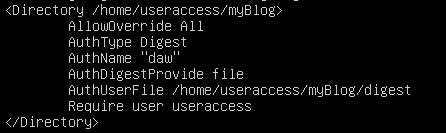 <Directory /home/useraccess/myBlog>
AllowOverride All
AuthType Digest
AuthName "daw"
AuthDigestProvide file
AuthUserFile /home/useraccess/myBlog/digest
Require user useraccess
</Directory>